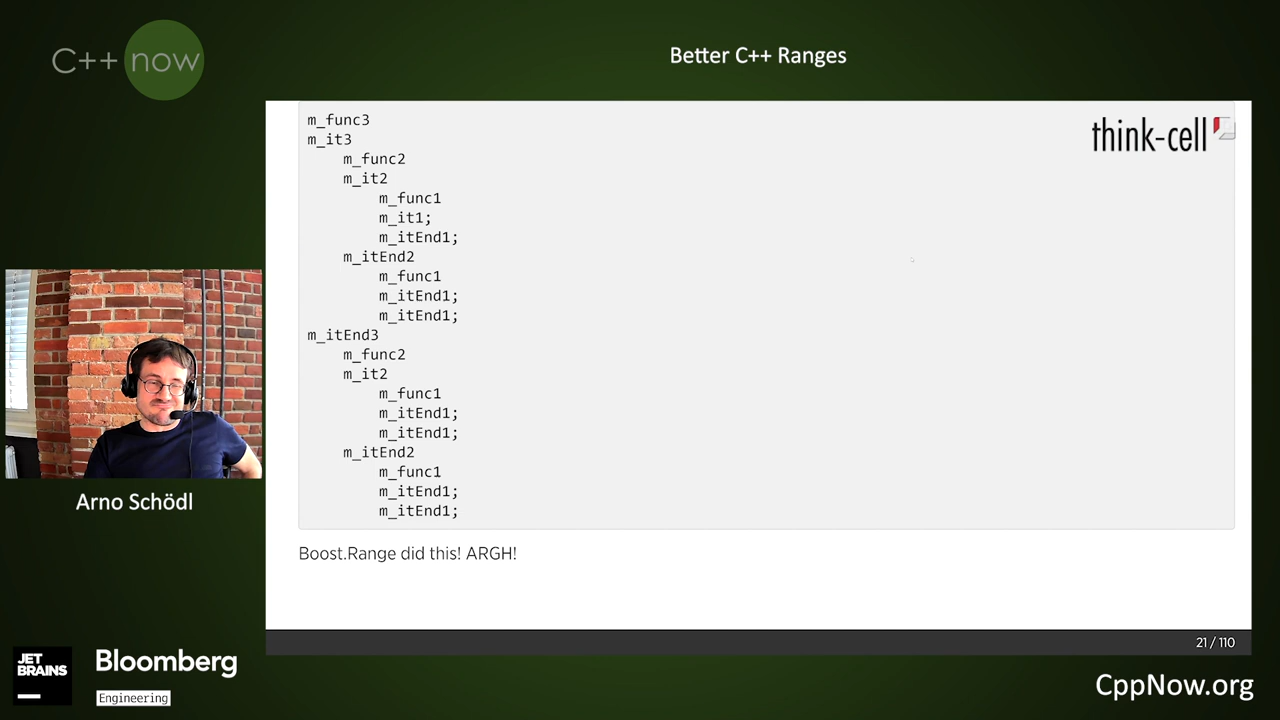 C++ now
Better C++ Ranges
think-cell
m_func3
m_it3
m_func2
m_it2
m_func1
m_it1;
m_itEnd1;
m_itEnd2
m_func1
m_itEnd1;
m_itEnd1;
m_itEnd3
m_func2
m_it2
m_func1
m_itEnd1;
m_itEnd1;
m_itEnd2
m_func1
m_itEnd1;
m_itEnd1;
Boost.Range did this! ARGH!
21 / 110
Arno Schödl
JET
BRAINS
Bloomberg
Engineering
CppNow.org